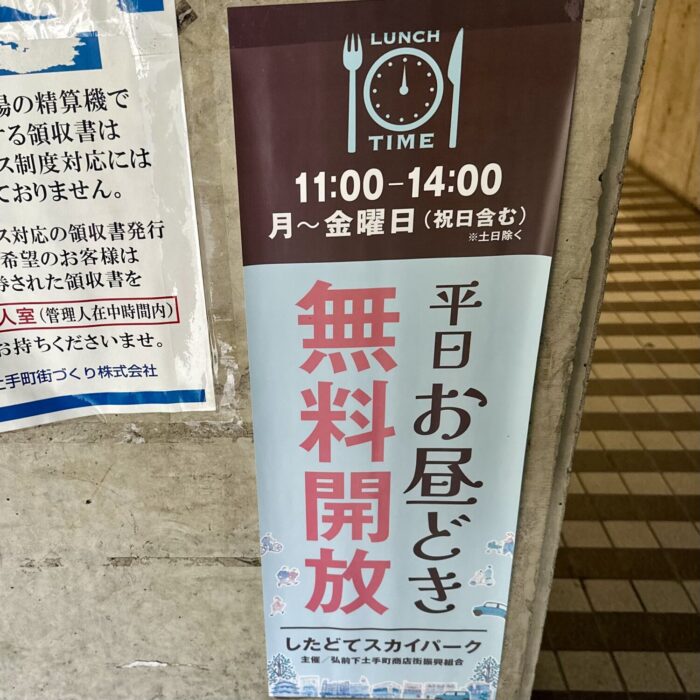 場の精算機で
する領収書は
ス制度対応には
ておりません。
ス対応の領収書発行
希望のお客様は
券された領収書を
人室(管理人在中時間内)
お持ちくださいませ。
土手町街づくり株式会社
LUNCH
TIME
11:00-14:00
月～金曜日(祝日含む)
※土日除く
平日お昼どき
無料開放
したどてスカイパーク
主催／弘前下土手町商店街振興組合